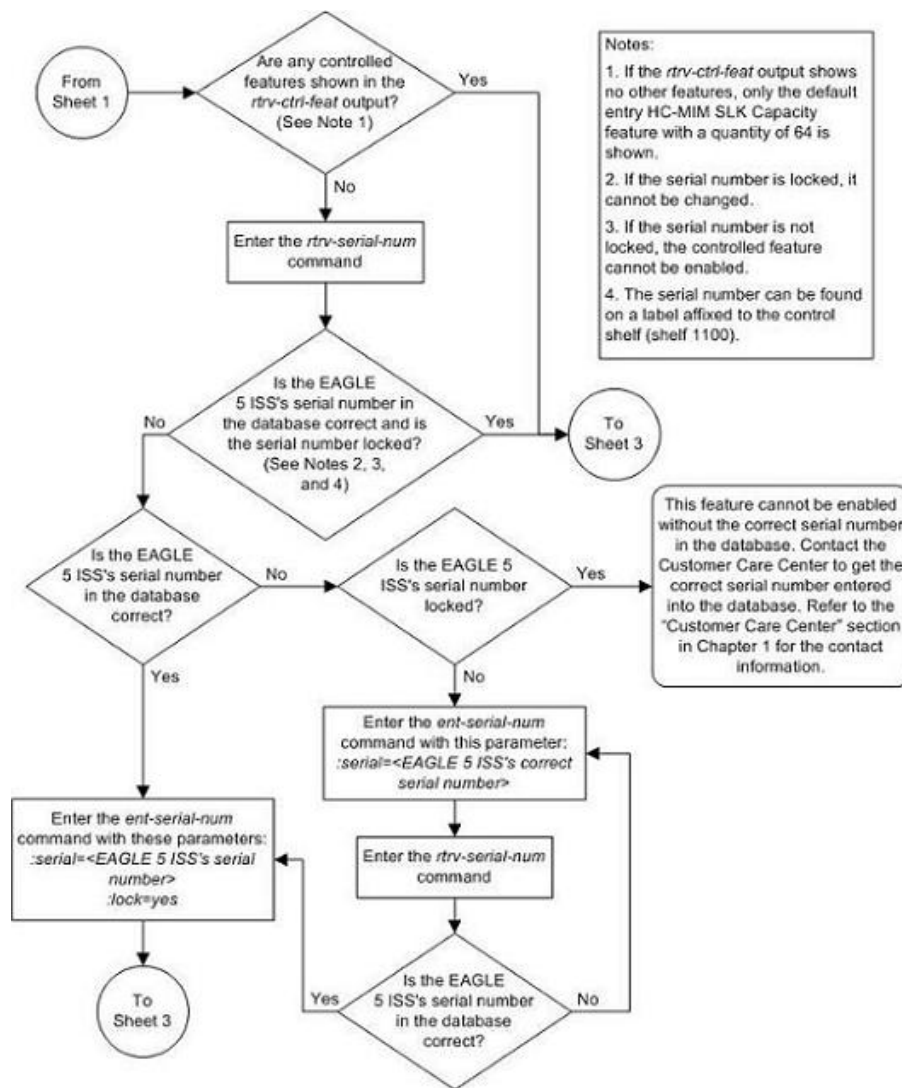 From
Sheet 1
Are any controlled
features shown in the
rtrv-ctrl-feat output?
(See Note 1)
Yes
No
Notes:
1. If the rtrv-ctrl-feat output shows
no other features, only the default
entry HC-MIM SLK Capacity
feature with a quantity of 64 is
shown.
2. If the serial number is locked, it
cannot be changed.
3. If the serial number is not
locked, the controlled feature
cannot be enabled.
4. The serial number can be found
on a label affixed to the control
shelf (shelf 1100).
Enter the rtrv-serial-num
command
Is the EAGLE
5 ISS's serial number in
the database correct and is
the serial number locked?
(See Notes 2, 3,
and 4)
No
Yes
To
Sheet 3
Is the EAGLE
5 ISS's serial number
in the database
correct?
No
Yes
Is the EAGLE 5
ISS's serial number
locked?
Yes
No
This feature cannot be enabled
without the correct serial number
in the database. Contact the
Customer Care Center to get the
correct serial number entered
into the database. Refer to the
“Customer Care Center” section
in Chapter 1 for the contact
information.
Enter the ent-serial-num
command with this parameter:
:serial=<EAGLE 5 ISS's correct
serial number>
Enter the ent-serial-num
command with these parameters:
:serial=<EAGLE 5 ISS's serial
number>
:lock=yes
Enter the rtrv-serial-num
command
Is the EAGLE
5 ISS's serial number
in the database
correct?
Yes
No
To
Sheet 3